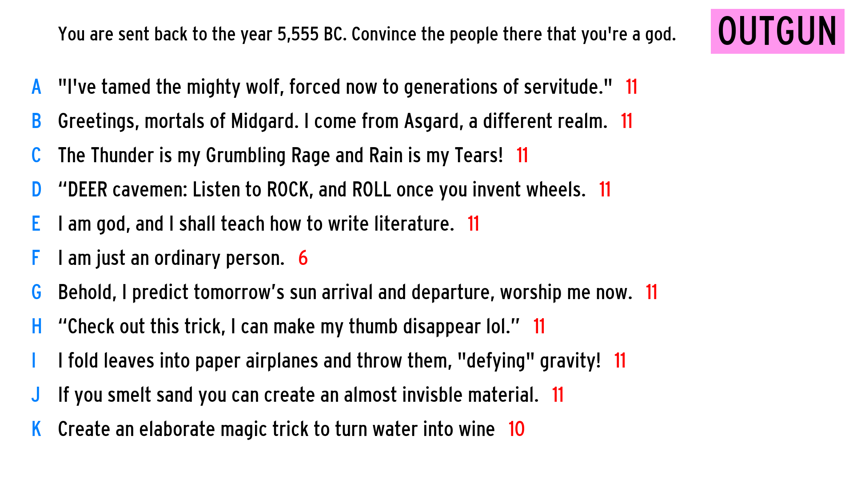 You are sent back to the year 5,555 BC. Convince the people there that you're a god.
OUTGUN
A "I've tamed the mighty wolf, forced now to generations of servitude." 11
B Greetings, mortals of Midgard. I come from Asgard, a different realm. 11
C The Thunder is my Grumbling Rage and Rain is my Tears! 11
D “DEER cavemen: Listen to ROCK, and ROLL once you invent wheels. 11
E I am god, and I shall teach how to write literature. 11
F I am just an ordinary person. 6
G Behold, I predict tomorrow’s sun arrival and departure, worship me now. 11
H “Check out this trick, I can make my thumb disappear lol.” 11
I I fold leaves into paper airplanes and throw them, "defying" gravity! 11
J If you smelt sand you can create an almost invisble material. 11
K Create an elaborate magic trick to turn water into wine 10